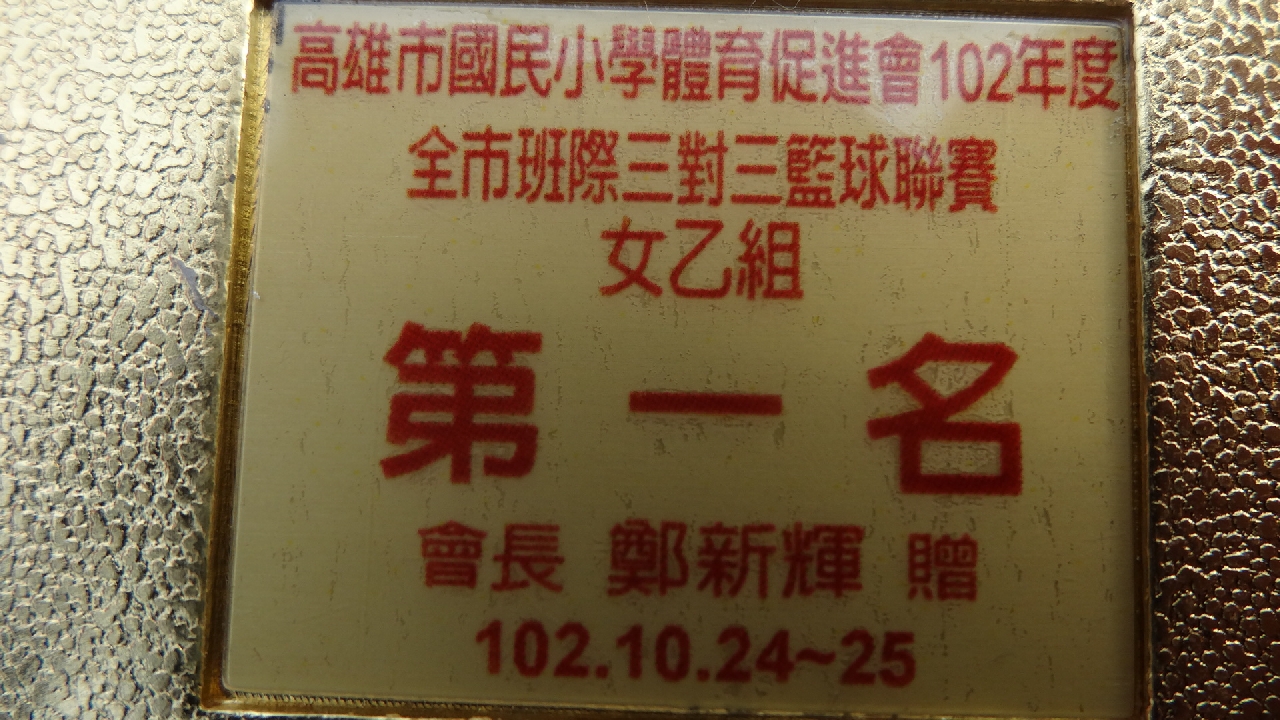 高雄市國民小學體育促進會102年度
全市班際三對三籃球聯賽
女乙組
第一名
會長 鄭新輝 贈
102.10.24~25